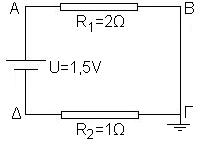 Α Β
R₁=2Ω
U=1,5V
Δ Γ
R₂=1Ω